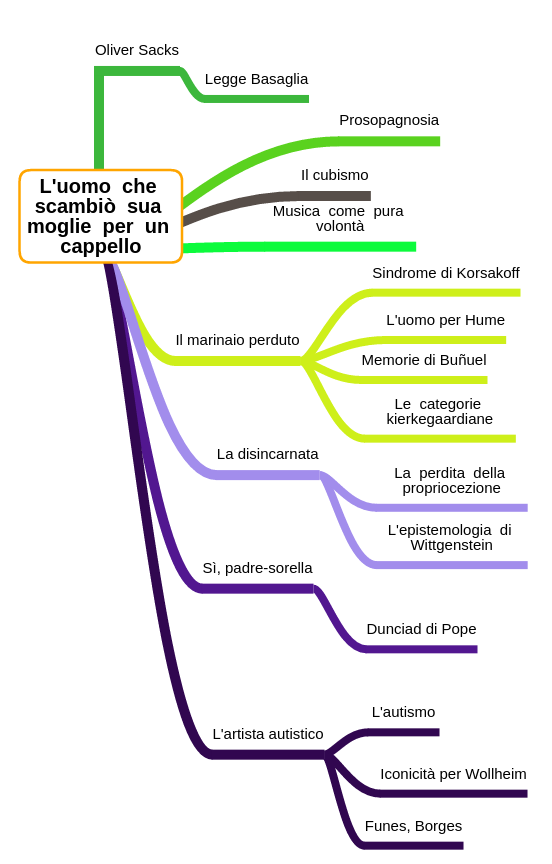 Oliver Sacks
Legge Basaglia
Prosopagnosia
Il cubismo
L'uomo che
scambiò sua
moglie per un
cappello
Musica come pura
volontà
Sindrome di Korsakoff
L'uomo per Hume
Il marinaio perduto
Memorie di Buñuel
Le categorie
kierkegaardiane
La disincarnata
La perdita della
propriocezione
L'epistemologia di
Wittgenstein
Sì, padre-sorella
Dunciad di Pope
L'autismo
L'artista autistico
Iconicità per Wollheim
Funes, Borges